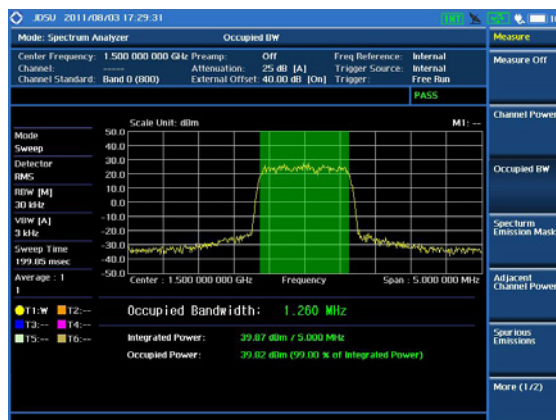 JDSU 2011/08/03 17:29:31
INT
Mode: Spectrum Analyzer Occupied BW
Measure
Center Frequency: 1.500 000 000 GHz Preamp: Off Freq Reference: Internal
Channel: ----- Attenuation: 25 dB [A] Trigger Source: Internal
Channel Standard: Band 0 (800) External Offset: 40.00 dB [On] Trigger: Free Run
PASS
Measure Off
Channel Power
Occupied BW
Specturm
Emission Mask
Adjacent
Channel Power
Spurious
Emissions
More (1/2)
Scale Unit: dBm M1: --
Mode
Sweep
Detector
RMS
RBW [M]
30 kHz
VBW [A]
3 kHz
Sweep Time
199.85 msec
Average : 1
1
50.0
40.0
30.0
20.0
10.0
0.0
-10.0
-20.0
-30.0
-40.0
-50.0
Center : 1.500 000 000 GHz Frequency Span : 5.000 000 MHz
T1:W T2:--
T3:-- T4:--
T5:-- T6:--
Occupied Bandwidth: 1.260 MHz
Integrated Power: 39.87 dBm / 5.000 MHz
Occupied Power: 39.82 dBm (99.00 % of Integrated Power)